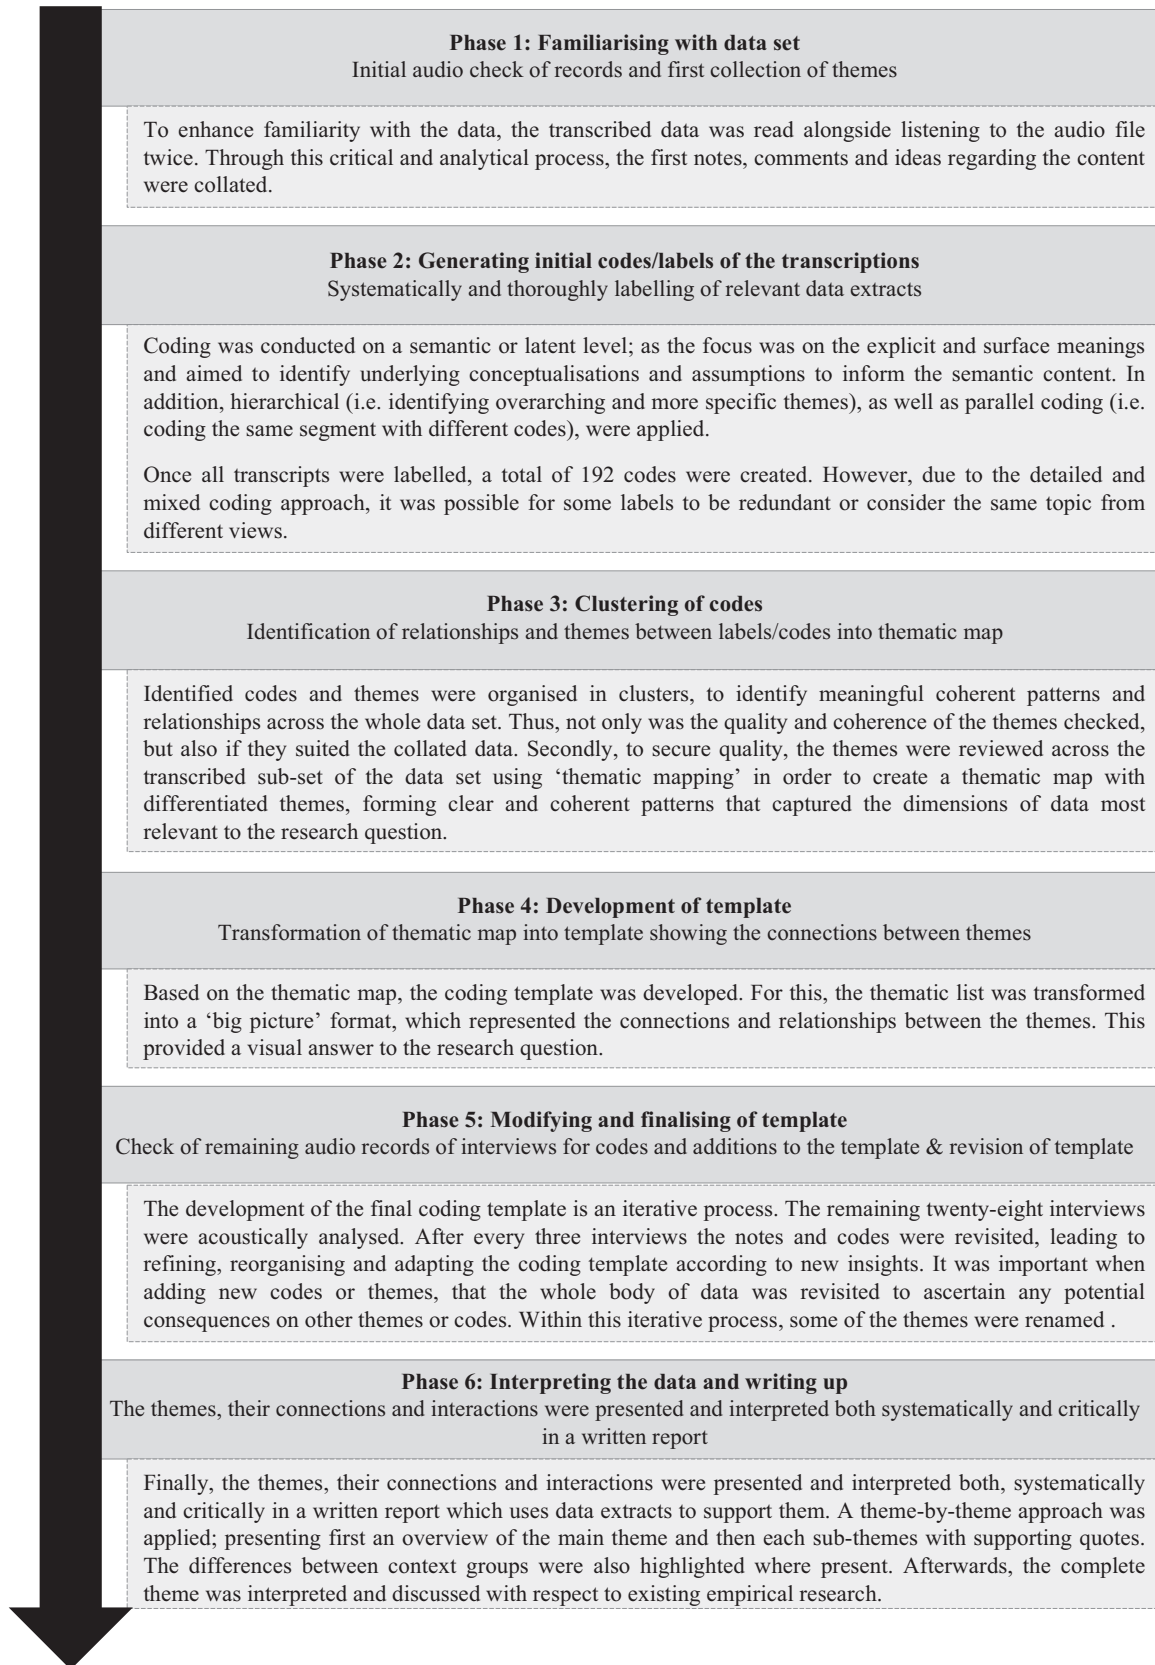 Phase 1: Familiarising with data set
Initial audio check of records and first collection of themes
To enhance familiarity with the data, the transcribed data was read alongside listening to the audio file
twice. Through this critical and analytical process, the first notes, comments and ideas regarding the content
were collated.
Phase 2: Generating initial codes/labels of the transcriptions
Systematically and thoroughly labelling of relevant data extracts
Coding was conducted on a semantic or latent level; as the focus was on the explicit and surface meanings
and aimed to identify underlying conceptualisations and assumptions to inform the semantic content. In
addition, hierarchical (i.e. identifying overarching and more specific themes), as well as parallel coding (i.e.
coding the same segment with different codes), were applied.
Once all transcripts were labelled, a total of 192 codes were created. However, due to the detailed and
mixed coding approach, it was possible for some labels to be redundant or consider the same topic from
different views.
Phase 3: Clustering of codes
Identification of relationships and themes between labels/codes into thematic map
Identified codes and themes were organised in clusters, to identify meaningful coherent patterns and
relationships across the whole data set. Thus, not only was the quality and coherence of the themes checked,
but also if they suited the collated data. Secondly, to secure quality, the themes were reviewed across the
transcribed sub-set of the data set using ‘thematic mapping’ in order to create a thematic map with
differentiated themes, forming clear and coherent patterns that captured the dimensions of data most
relevant to the research question.
Phase 4: Development of template
Transformation of thematic map into template showing the connections between themes
Based on the thematic map, the coding template was developed. For this, the thematic list was transformed
into a ‘big picture’ format, which represented the connections and relationships between the themes. This
provided a visual answer to the research question.
Phase 5: Modifying and finalising of template
Check of remaining audio records of interviews for codes and additions to the template & revision of template
The development of the final coding template is an iterative process. The remaining twenty-eight interviews
were acoustically analysed. After every three interviews the notes and codes were revisited, leading to
refining, reorganising and adapting the coding template according to new insights. It was important when
adding new codes or themes, that the whole body of data was revisited to ascertain any potential
consequences on other themes or codes. Within this iterative process, some of the themes were renamed .
Phase 6: Interpreting the data and writing up
The themes, their connections and interactions were presented and interpreted both systematically and critically
in a written report
Finally, the themes, their connections and interactions were presented and interpreted both, systematically
and critically in a written report which uses data extracts to support them. A theme-by-theme approach was
applied; presenting first an overview of the main theme and then each sub-themes with supporting quotes.
The differences between context groups were also highlighted where present. Afterwards, the complete
theme was interpreted and discussed with respect to existing empirical research.